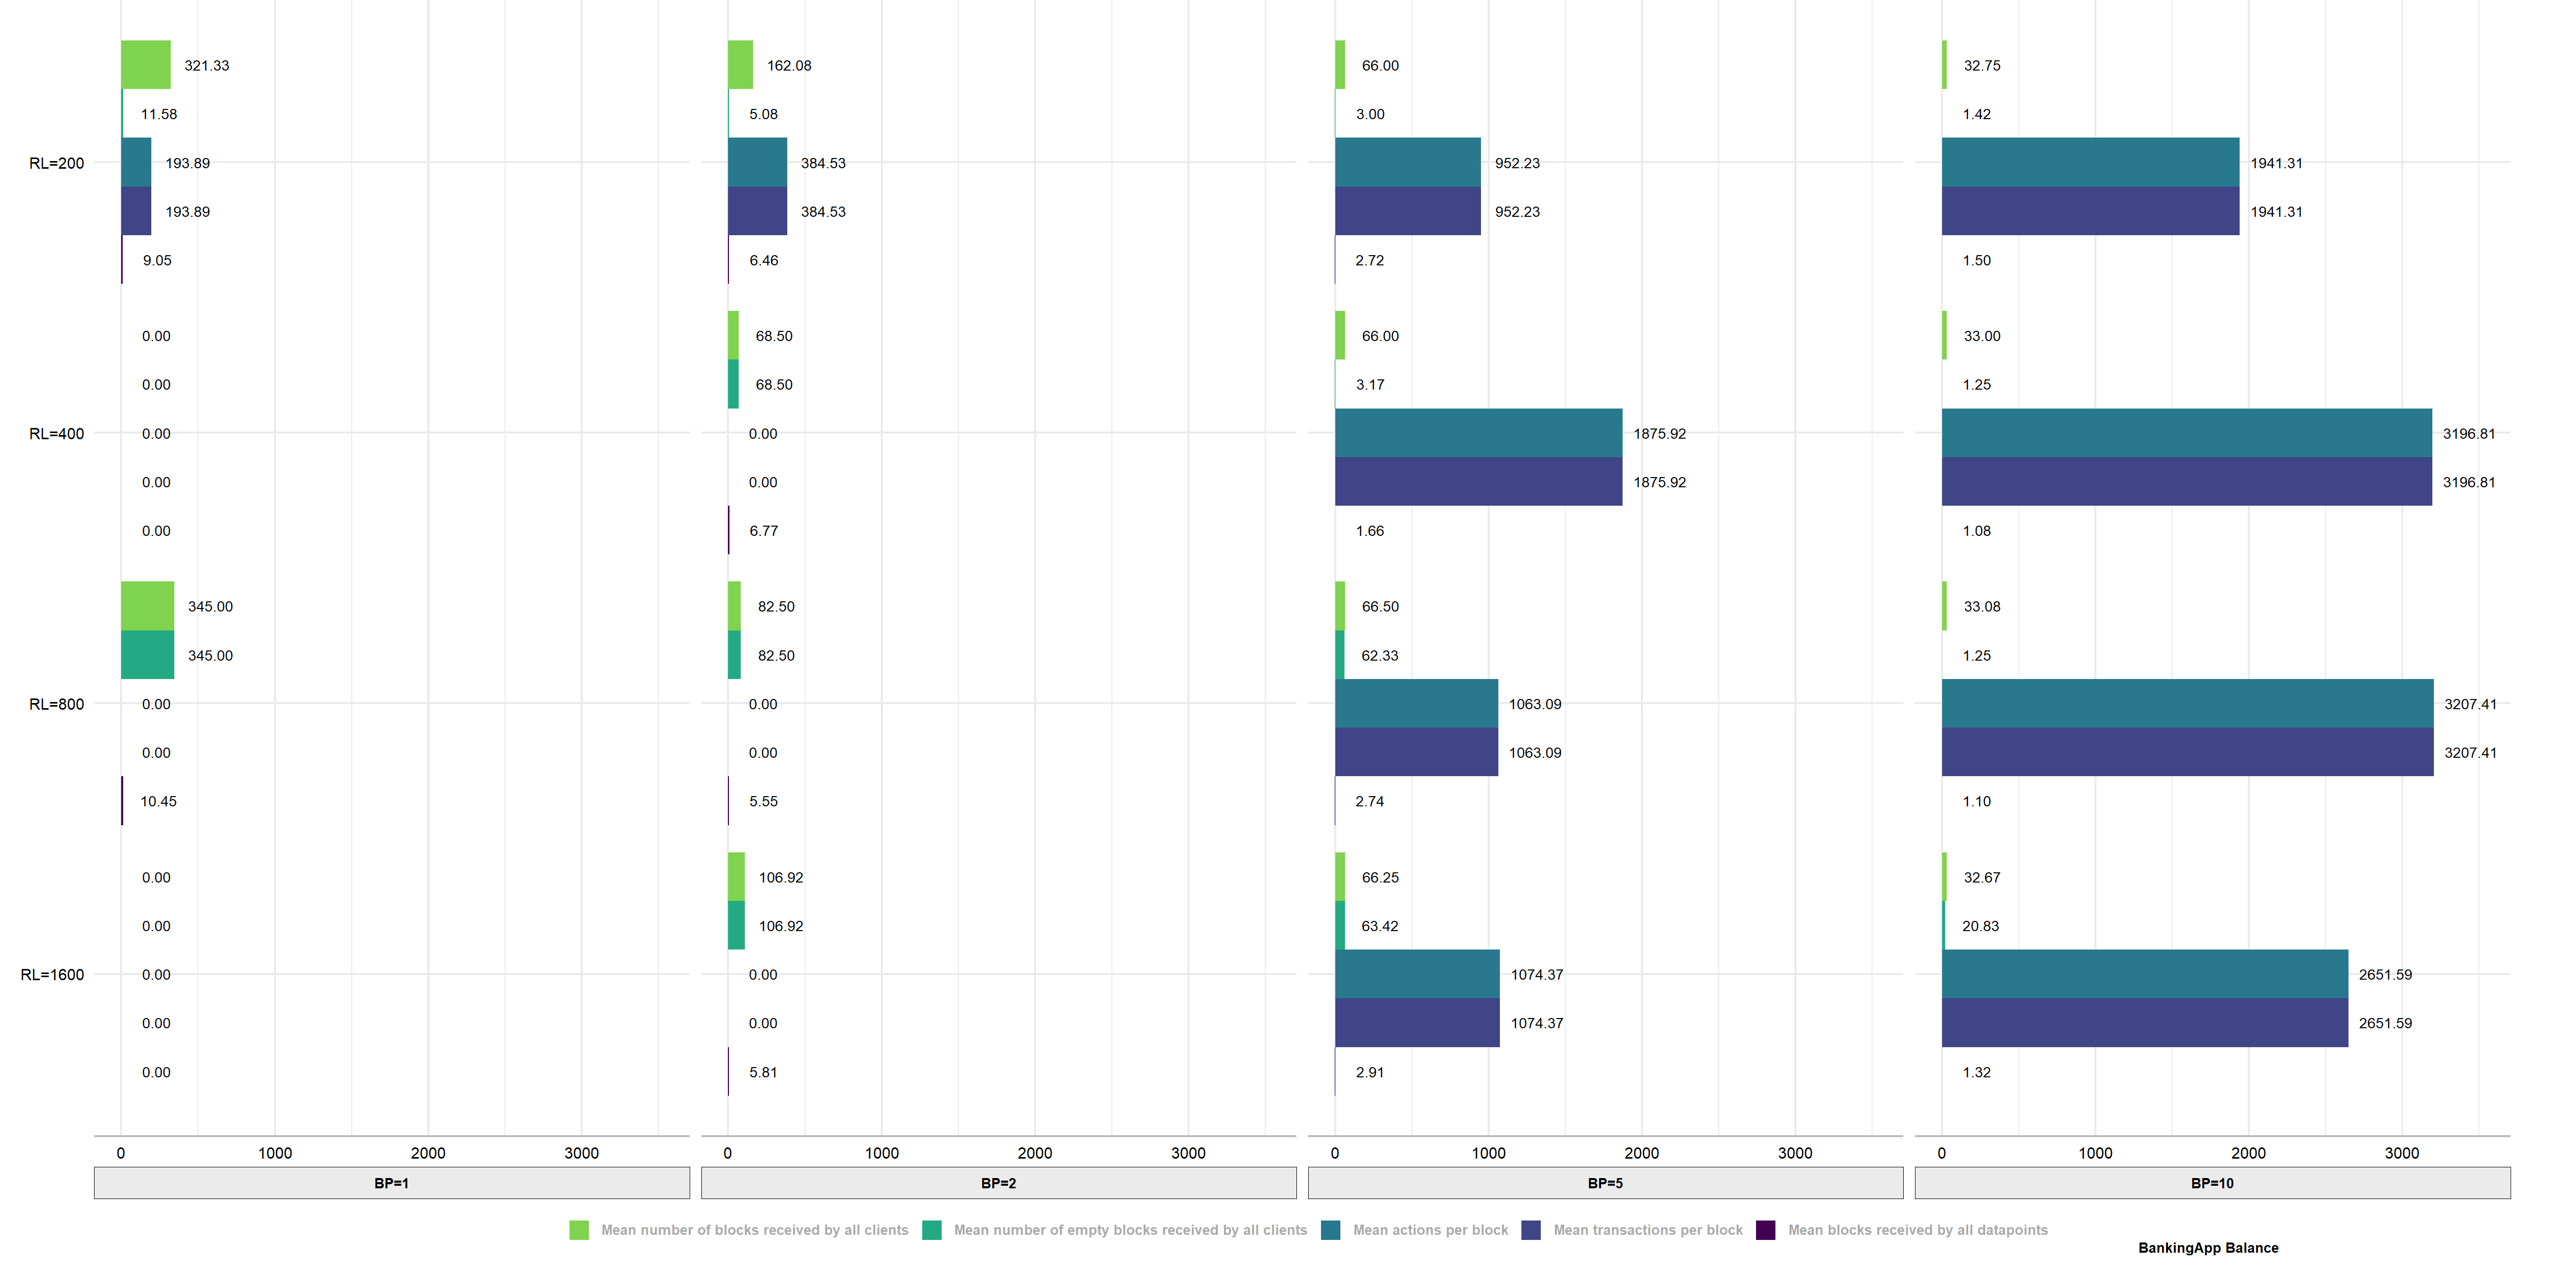 321.33 162.08 66.00 32.75
11.58 5.08 3.00 1.42
RL=200 193.89 384.53 952.23 1941.31
193.89 384.53 952.23 1941.31
9.05 6.46 2.72 1.50
0.00 68.50 66.00 33.00
0.00 68.50 3.17 1.25
RL=400 0.00 0.00 1875.92 3196.81
0.00 0.00 1875.92 3196.81
0.00 6.77 1.66 1.08
345.00 82.50 66.50 33.08
345.00 82.50 62.33 1.25
RL=800 0.00 0.00 1063.09 3207.41
0.00 0.00 1063.09 3207.41
10.45 5.55 2.74 1.10
0.00 106.92 66.25 32.67
0.00 106.92 63.42 20.83
RL=1600 0.00 0.00 1074.37 2651.59
0.00 0.00 1074.37 2651.59
0.00 5.81 2.91 1.32
0 1000 2000 3000 0 1000 2000 3000 0 1000 2000 3000 0 1000 2000 3000
BP=1 BP=2 BP=5 BP=10
Mean number of blocks received by all clients Mean number of empty blocks received by all clients Mean actions per block Mean transactions per block Mean blocks received by all datapoints
BankingApp Balance